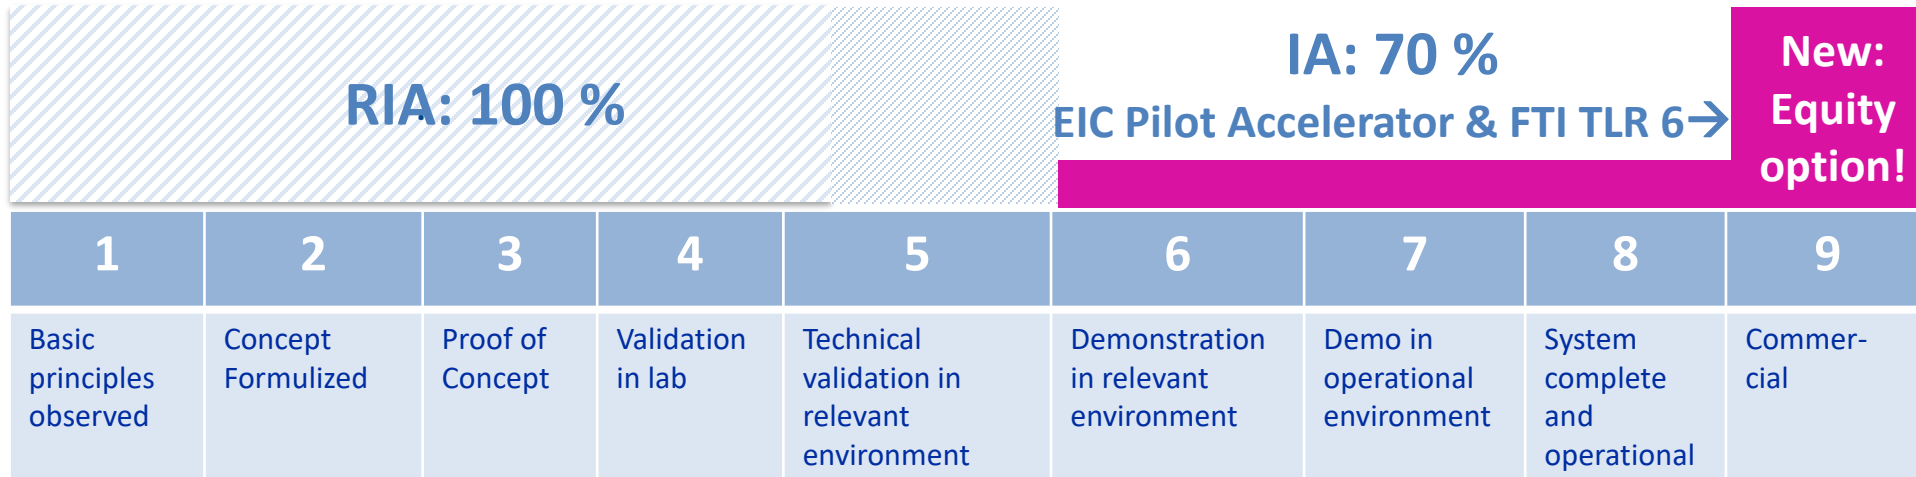 RIA: 100 %
IA: 70 %
EIC Pilot Accelerator & FTI TLR 6→
New:
Equity
option!
1 2 3 4 5 6 7 8 9
Basic
principles
observed
Concept
Formulized
Proof of
Concept
Validation
in lab
Technical
validation in
relevant
environment
Demonstration
in relevant
environment
Demo in
operational
environment
System
complete
and
operational
Commer-
cial